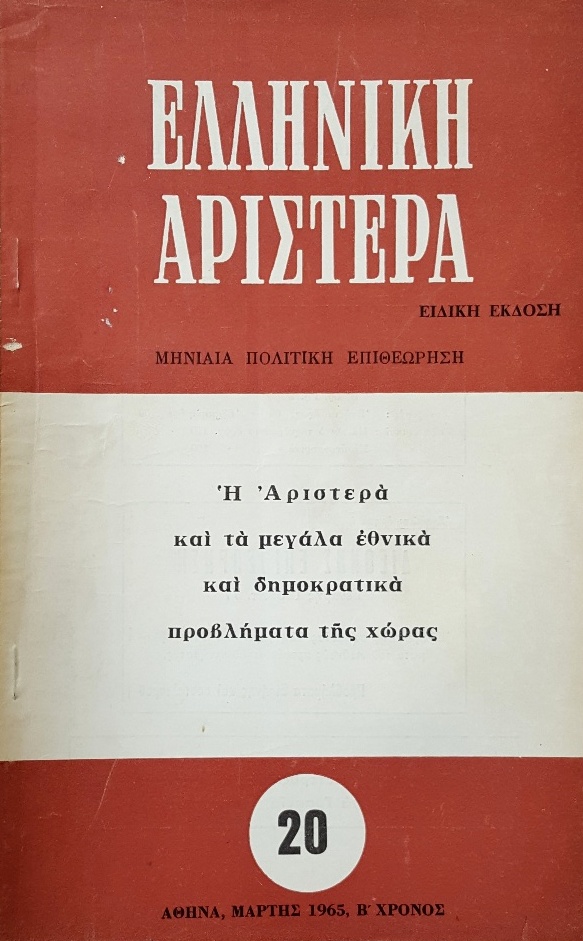 ΕΛΛΗΝΙΚΗ
ΑΡΙΣΤΕΡΑ
ΕΙΔΙΚΗ ΕΚΔΟΣΗ
ΜΗΝΙΑΙΑ ΠΟΛΙΤΙΚΗ ΕΠΙΘΕΩΡΗΣΗ
Ἡ Ἀριστερὰ
καὶ τὰ μεγάλα ἐθνικὰ
καὶ δημοκρατικὰ
προβλήματα τῆς χώρας
20
ΑΘΗΝΑ, ΜΑΡΤΗΣ 1965, Β΄ ΧΡΟΝΟΣ